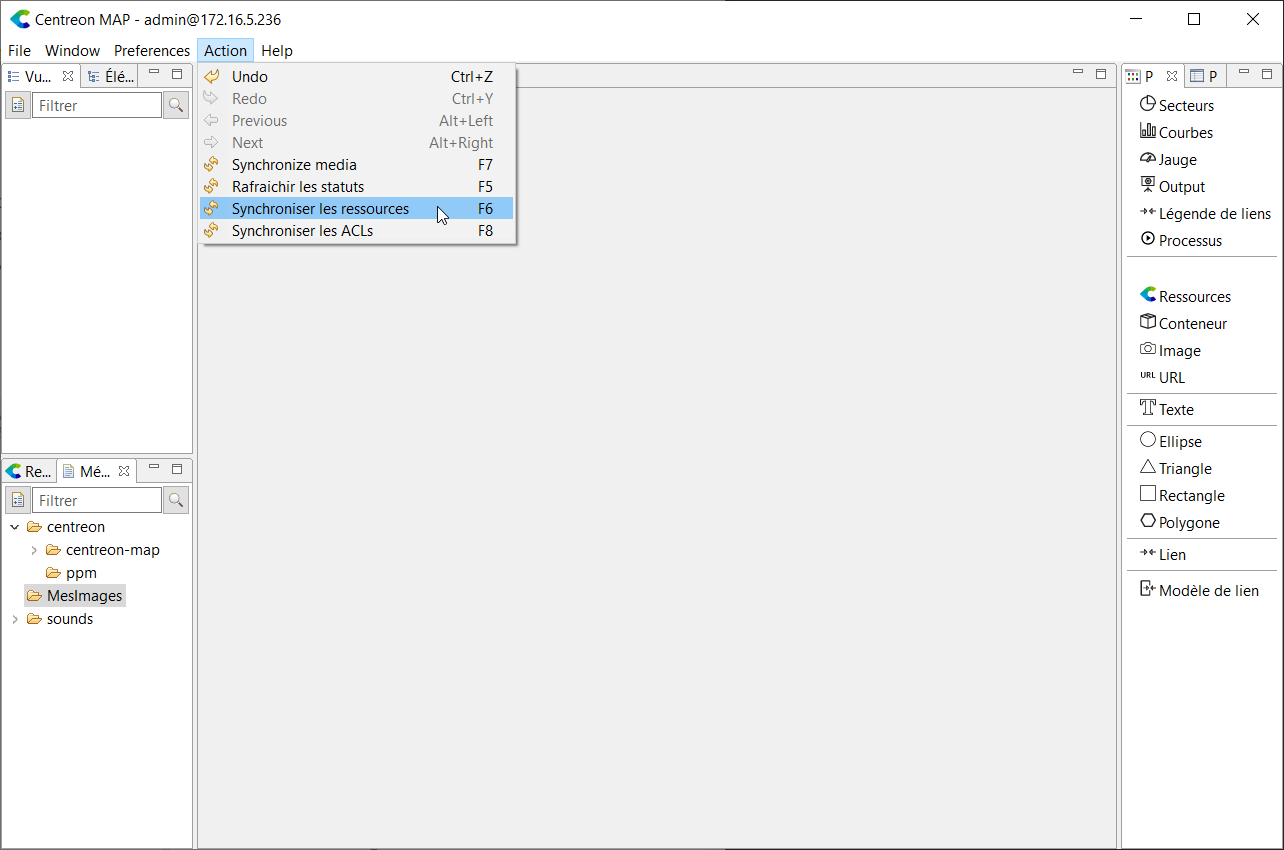 Centreon MAP - admin@172.16.5.236
File Window Preferences Action Help
Vu...
Élé...
Filtrer
Undo Ctrl+Z
Redo Ctrl+Y
Previous Alt+Left
Next Alt+Right
Synchronize media F7
Rafraichir les statuts F5
Synchroniser les ressources F6
Synchroniser les ACLs F8
Re...
Mé...
Filtrer
centreon
centreon-map
ppm
MesImages
sounds
P
P
Secteurs
Courbes
Jauge
Output
Légende de liens
Processus
Ressources
Conteneur
Image
URL URL
Texte
Ellipse
Triangle
Rectangle
Polygone
Lien
Modèle de lien